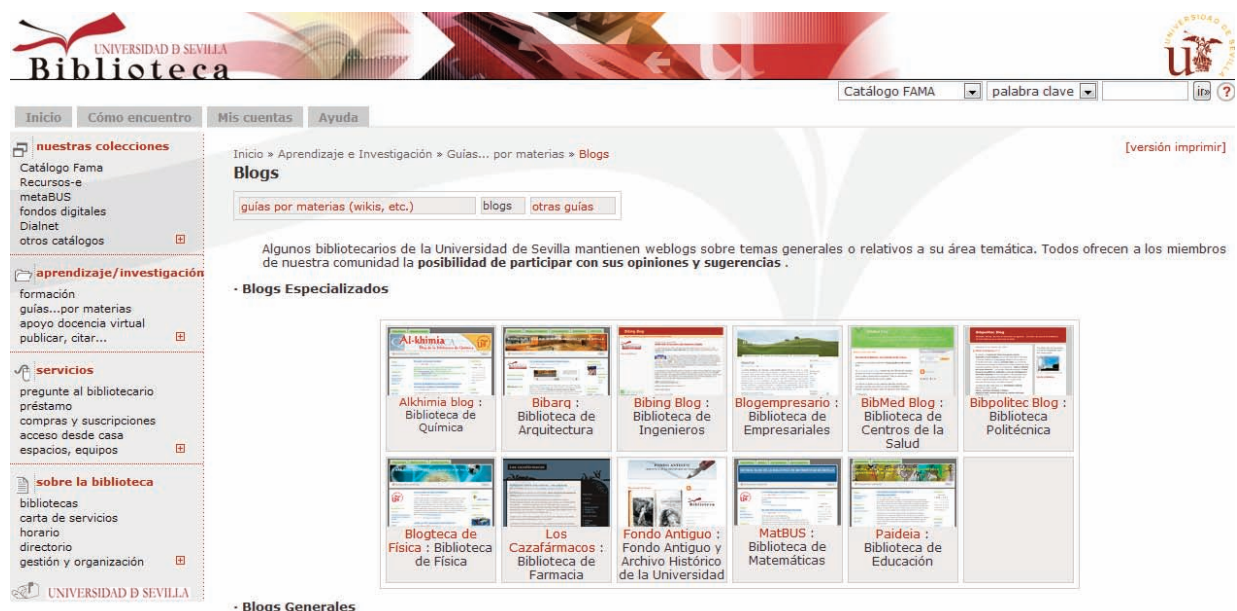 UNIVERSIDAD Đ SEVILLA
Biblioteca
Catálogo FAMA palabra clave ir» ?
Inicio Cómo encuentro Mis cuentas Ayuda
nuestras colecciones
Catálogo Fama
Recursos-e
metaBUS
fondos digitales
Dialnet
otros catálogos
aprendizaje/investigación
formación
guías...por materias
apoyo docencia virtual
publicar, citar...
servicios
pregunte al bibliotecario
préstamo
compras y suscripciones
acceso desde casa
espacios, equipos
sobre la biblioteca
bibliotecas
carta de servicios
horario
directorio
gestión y organización
UNIVERSIDAD Đ SEVILLA
Inicio » Aprendizaje e Investigación » Guías... por materias » Blogs
[versión imprimir]
Blogs
guías por materias (wikis, etc.) blogs otras guías
Algunos bibliotecarios de la Universidad de Sevilla mantienen weblogs sobre temas generales o relativos a su área temática. Todos ofrecen a los miembros
de nuestra comunidad la posibilidad de participar con sus opiniones y sugerencias .
· Blogs Especializados
Al-khimia
Alkhimia blog :
Biblioteca de
Química
Bibarq :
Biblioteca de
Arquitectura
Bibing Blog
Bibing Blog :
Biblioteca de
Ingenieros
Blogempresario :
Biblioteca de
Empresariales
BibMed Blog :
Biblioteca de
Centros de la
Salud
Bibpolitec Blog
Bibpolitec Blog :
Biblioteca
Politécnica
Blogteca de
Física : Biblioteca
de Física
Los
Cazafármacos :
Biblioteca de
Farmacia
FONDO ANTIGUO
Fondo Antiguo :
Fondo Antiguo y
Archivo Histórico
de la Universidad
MatBUS :
Biblioteca de
Matemáticas
Paideia :
Biblioteca de
Educación
· Blogs Generales